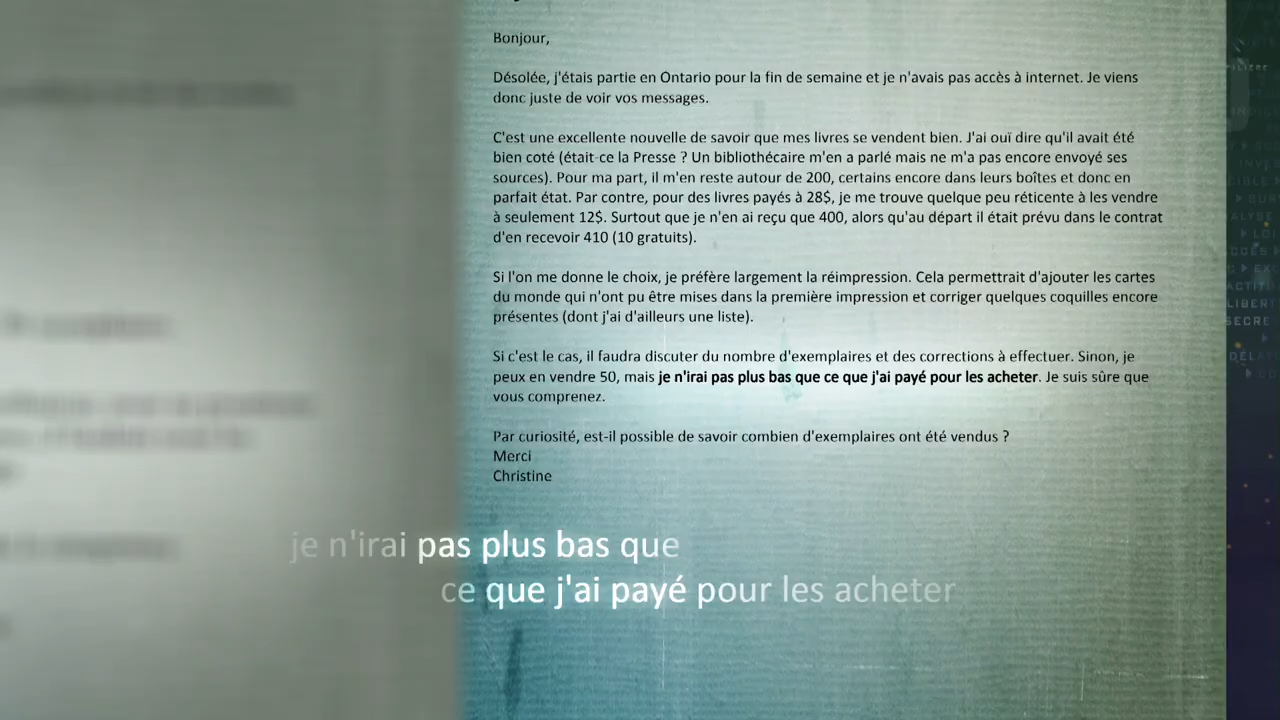 Bonjour,
Désolée, j'étais partie en Ontario pour la fin de semaine et je n'avais pas accès à internet. Je viens
donc juste de voir vos messages.
C'est une excellente nouvelle de savoir que mes livres se vendent bien. J'ai ouï dire qu'il avait été
bien coté (était-ce la Presse ? Un bibliothécaire m'en a parlé mais ne m'a pas encore envoyé ses
sources). Pour ma part, il m'en reste autour de 200, certains encore dans leurs boîtes et donc en
parfait état. Par contre, pour des livres payés à 28$, je me trouve quelque peu réticente à les vendre
à seulement 12$. Surtout que je n'en ai reçu que 400, alors qu'au départ il était prévu dans le contrat
d'en recevoir 410 (10 gratuits).
Si l'on me donne le choix, je préfère largement la réimpression. Cela permettrait d'ajouter les cartes
du monde qui n'ont pu être mises dans la première impression et corriger quelques coquilles encore
présentes (dont j'ai d'ailleurs une liste).
Si c'est le cas, il faudra discuter du nombre d'exemplaires et des corrections à effectuer. Sinon, je
peux en vendre 50, mais je n'irai pas plus bas que ce que j'ai payé pour les acheter. Je suis sûre que
vous comprenez.
Par curiosité, est-il possible de savoir combien d'exemplaires ont été vendus ?
Merci
Christine
je n'irai pas plus bas que
ce que j'ai payé pour les acheter